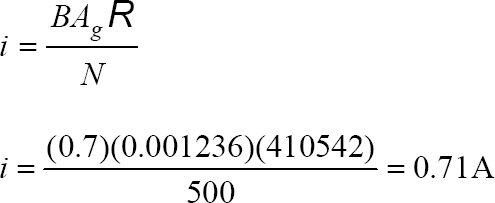 i = BA_g R / N
i = (0.7)(0.001236)(410542) / 500 = 0.71A